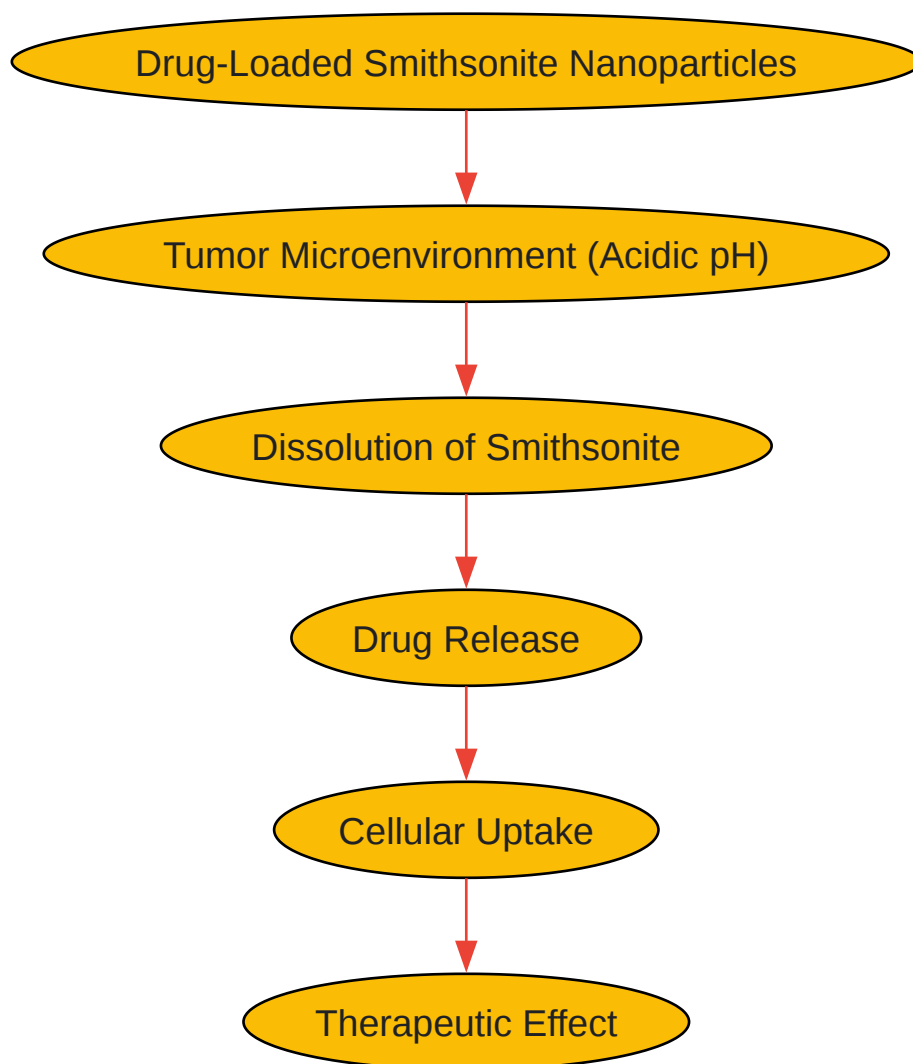 Drug-Loaded Smithsonite Nanoparticles
Tumor Microenvironment (Acidic pH)
Dissolution of Smithsonite
Drug Release
Cellular Uptake
Therapeutic Effect